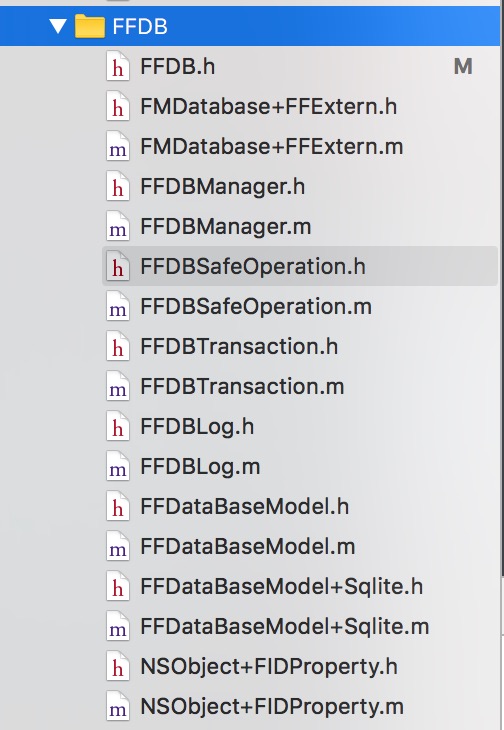 FFDB
h FFDB.h M
h FMDatabase+FFExtern.h
m FMDatabase+FFExtern.m
h FFDBManager.h
m FFDBManager.m
h FFDBSafeOperation.h
m FFDBSafeOperation.m
h FFDBTransaction.h
m FFDBTransaction.m
h FFDBLog.h
m FFDBLog.m
h FFDataBaseModel.h
m FFDataBaseModel.m
h FFDataBaseModel+Sqlite.h
m FFDataBaseModel+Sqlite.m
h NSObject+FIDProperty.h
m NSObject+FIDProperty.m